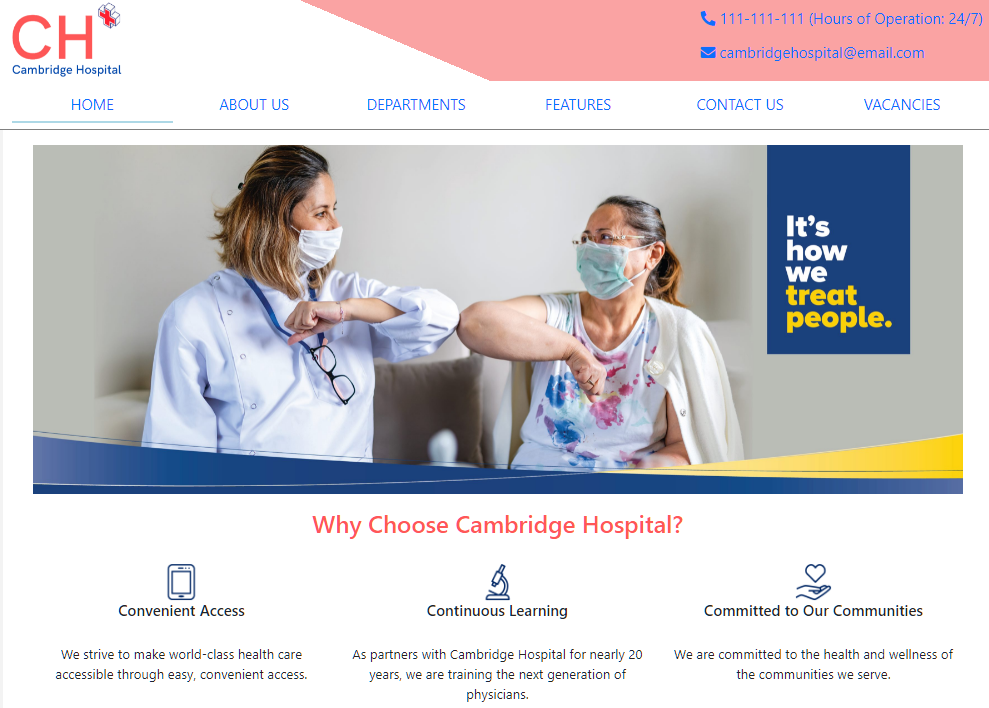 CH
Cambridge Hospital
111-111-111 (Hours of Operation: 24/7)
cambridgehospital@email.com
HOME ABOUT US DEPARTMENTS FEATURES CONTACT US VACANCIES
It's
how
we
treat
people.
Why Choose Cambridge Hospital?
Convenient Access
We strive to make world-class health care
accessible through easy, convenient access.
Continuous Learning
As partners with Cambridge Hospital for nearly 20
years, we are training the next generation of
physicians.
Committed to Our Communities
We are committed to the health and wellness of
the communities we serve.